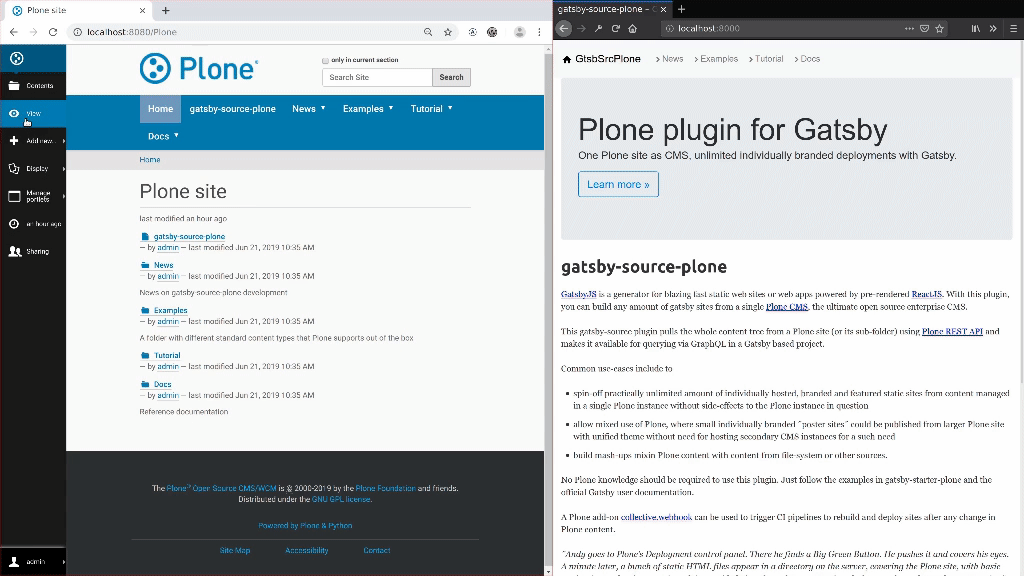 Plone site
localhost:8080/Plone
Contents
View
Add new...
Display
Manage portlets
an hour ago
Sharing
admin
Plone
only in current section
Search Site
Search
Home
gatsby-source-plone
News
Examples
Tutorial
Docs
Home
Plone site
last modified an hour ago
gatsby-source-plone
— by admin — last modified Jun 21, 2019 10:35 AM
News
— by admin — last modified Jun 21, 2019 10:35 AM
News on gatsby-source-plone development
Examples
— by admin — last modified Jun 21, 2019 10:35 AM
A folder with different standard content types that Plone supports out of the box
Tutorial
— by admin — last modified Jun 21, 2019 10:35 AM
Docs
— by admin — last modified Jun 21, 2019 10:35 AM
Reference documentation
The Plone® Open Source CMS/WCM is © 2000-2019 by the Plone Foundation and friends.
Distributed under the GNU GPL license.
Powered by Plone & Python
Site Map
Accessibility
Contact
gatsby-source-plone –
localhost:8000
GtsbSrcPlone
News
Examples
Tutorial
Docs
Plone plugin for Gatsby
One Plone site as CMS, unlimited individually branded deployments with Gatsby.
Learn more »
gatsby-source-plone
GatsbyJS is a generator for blazing fast static web sites or web apps powered by pre-rendered ReactJS. With this plugin,
you can build any amount of gatsby sites from a single Plone CMS, the ultimate open source enterprise CMS.
This gatsby-source plugin pulls the whole content tree from a Plone site (or its sub-folder) using Plone REST API and
makes it available for querying via GraphQL in a Gatsby based project.
Common use-cases include to
spin-off practically unlimited amount of individually hosted, branded and featured static sites from content managed
in a single Plone instance without side-effects to the Plone instance in question
allow mixed use of Plone, where small individually branded "poster sites" could be published from larger Plone site
with unified theme without need for hosting secondary CMS instances for a such need
build mash-ups mixin Plone content with content from file-system or other sources.
No Plone knowledge should be required to use this plugin. Just follow the examples in gatsby-starter-plone and the
official Gatsby user documentation.
A Plone add-on collective.webhook can be used to trigger CI pipelines to rebuild and deploy sites after any change in
Plone content.
"Andy goes to Plone's Deployment control panel. There he finds a Big Green Button. He pushes it and covers his eyes.
A minute later, a bunch of static HTML files appear in a directory on the server, covering the Plone site, with basic